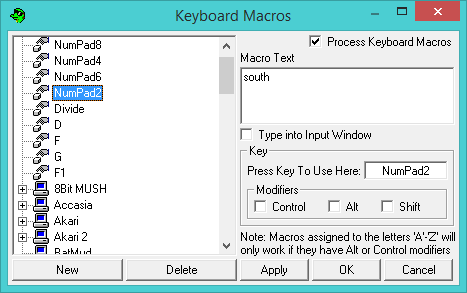 Keyboard Macros
NumPad8
NumPad4
NumPad6
NumPad2
Divide
D
F
G
F1
8Bit MUSH
Accasia
Akari
Akari 2
BatMud
Process Keyboard Macros
Macro Text
south
Type into Input Window
Key
Press Key To Use Here: NumPad2
Modifiers
Control Alt Shift
Note: Macros assigned to the letters 'A'-'Z' will
only work if they have Alt or Control modifiers
New Delete Apply OK Cancel